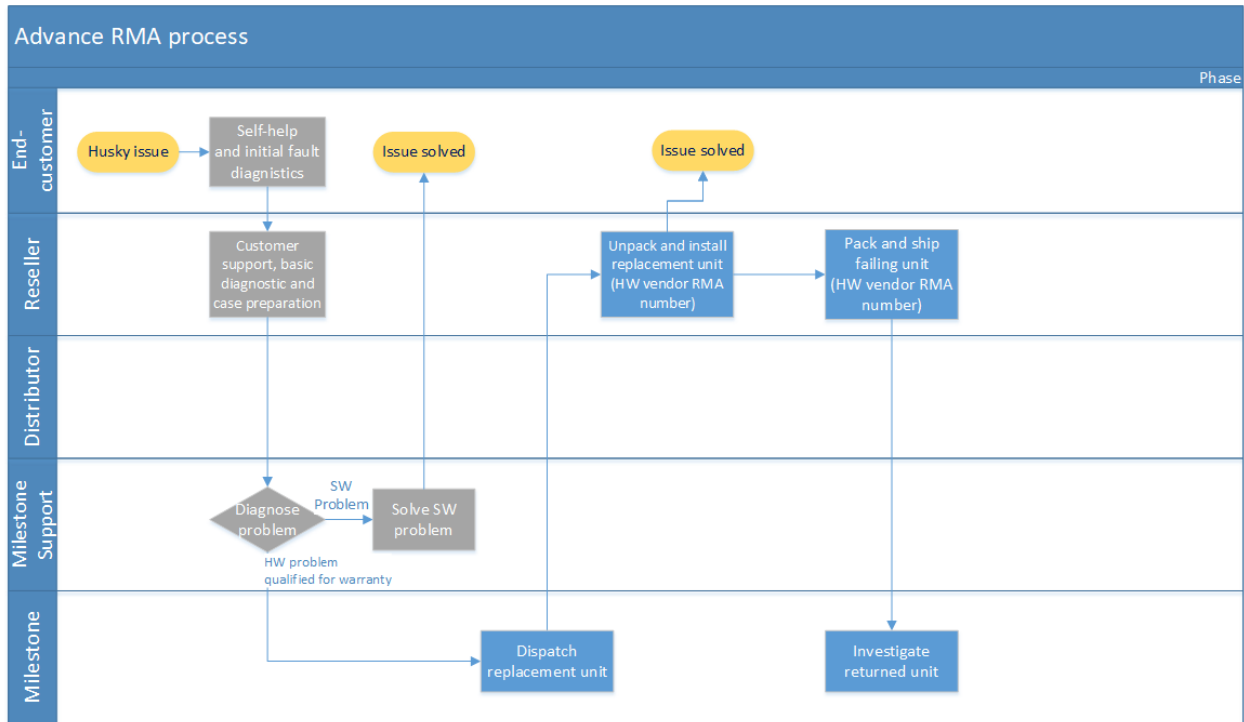 Advance RMA process
Phase
End-
customer
Husky issue
Self-help
and initial fault
diagnistics
Issue solved
Issue solved
Reseller
Customer
support, basic
diagnostic and
case preparation
Unpack and install
replacement unit
(HW vendor RMA
number)
Pack and ship
failing unit
(HW vendor RMA
number)
Distributor
Milestone
Support
Diagnose
problem
SW
Problem
Solve SW
problem
HW problem
qualified for warranty
Milestone
Dispatch
replacement unit
Investigate
returned unit